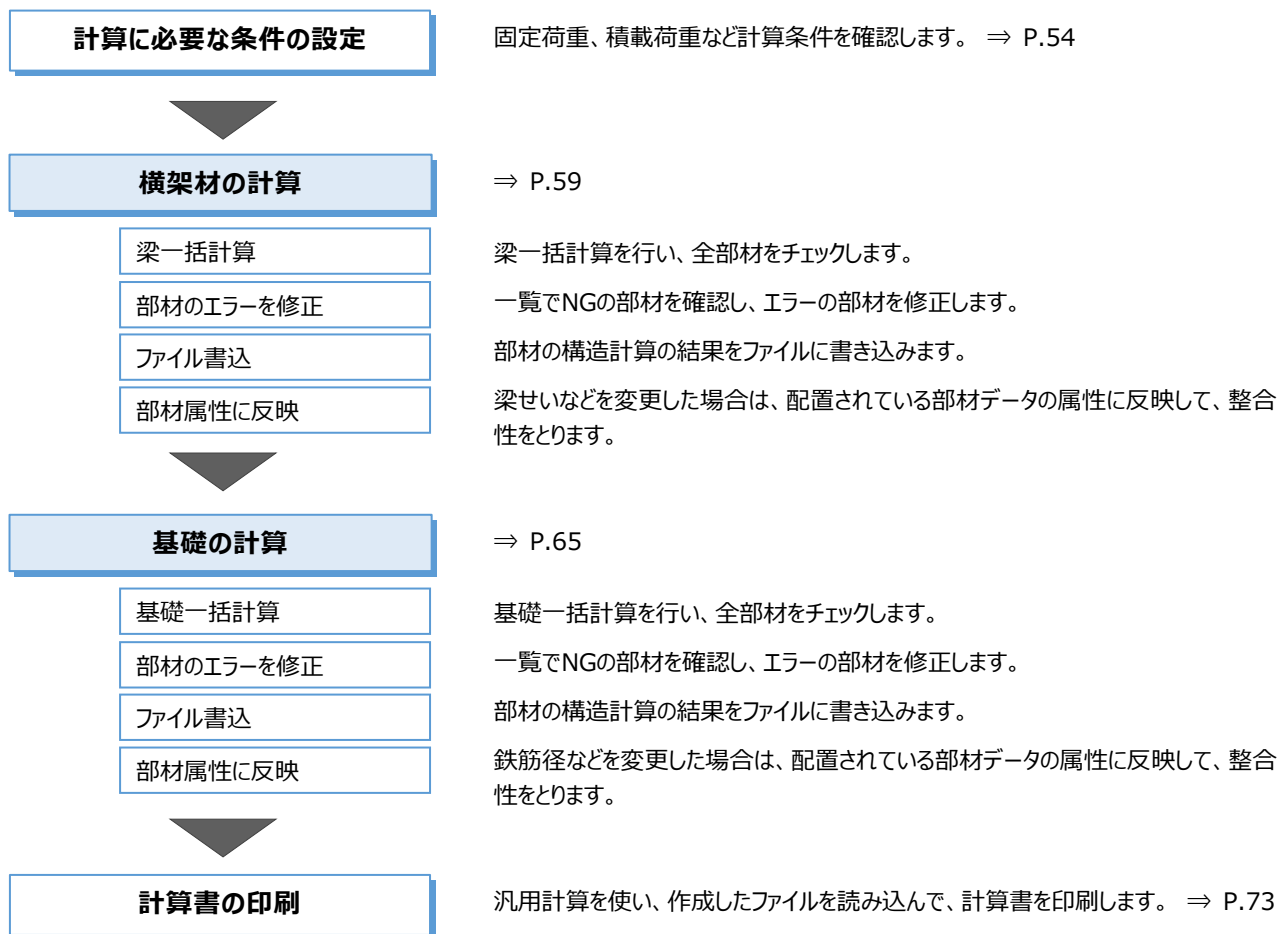 計算に必要な条件の設定
固定荷重、積載荷重など計算条件を確認します。 ⇒ P.54
横架材の計算
⇒ P.59
梁一括計算
梁一括計算を行い、全部材をチェックします。
部材のエラーを修正
一覧でNGの部材を確認し、エラーの部材を修正します。
ファイル書込
部材の構造計算の結果をファイルに書き込みます。
部材属性に反映
梁せいなどを変更した場合は、配置されている部材データの属性に反映して、整合
性をとります。
基礎の計算
⇒ P.65
基礎一括計算
基礎一括計算を行い、全部材をチェックします。
部材のエラーを修正
一覧でNGの部材を確認し、エラーの部材を修正します。
ファイル書込
部材の構造計算の結果をファイルに書き込みます。
部材属性に反映
鉄筋径などを変更した場合は、配置されている部材データの属性に反映して、整合
性をとります。
計算書の印刷
汎用計算を使い、作成したファイルを読み込んで、計算書を印刷します。 ⇒ P.73